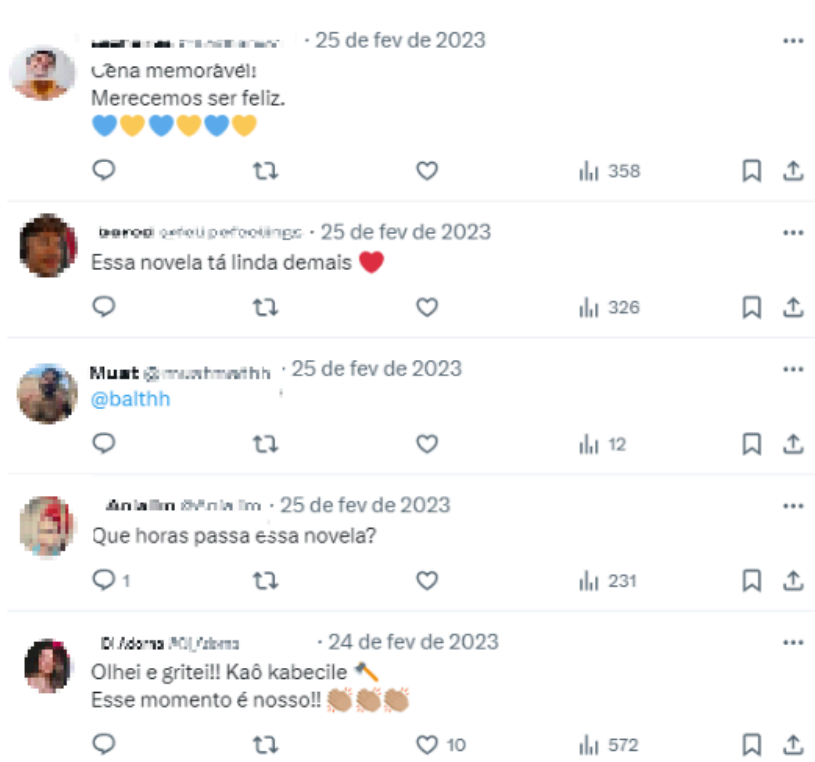 · 25 de fev de 2023
Cena memorável!
Merecemos ser feliz.
💙💛💙💛💙💛
358
· 25 de fev de 2023
Essa novela tá linda demais ❤️
326
Muat · 25 de fev de 2023
@balthh
12
· 25 de fev de 2023
Que horas passa essa novela?
1 231
· 24 de fev de 2023
Olhei e gritei!! Kaô kabecile 🪓
Esse momento é nosso!! 👏🏽👏🏽👏🏽
10 572